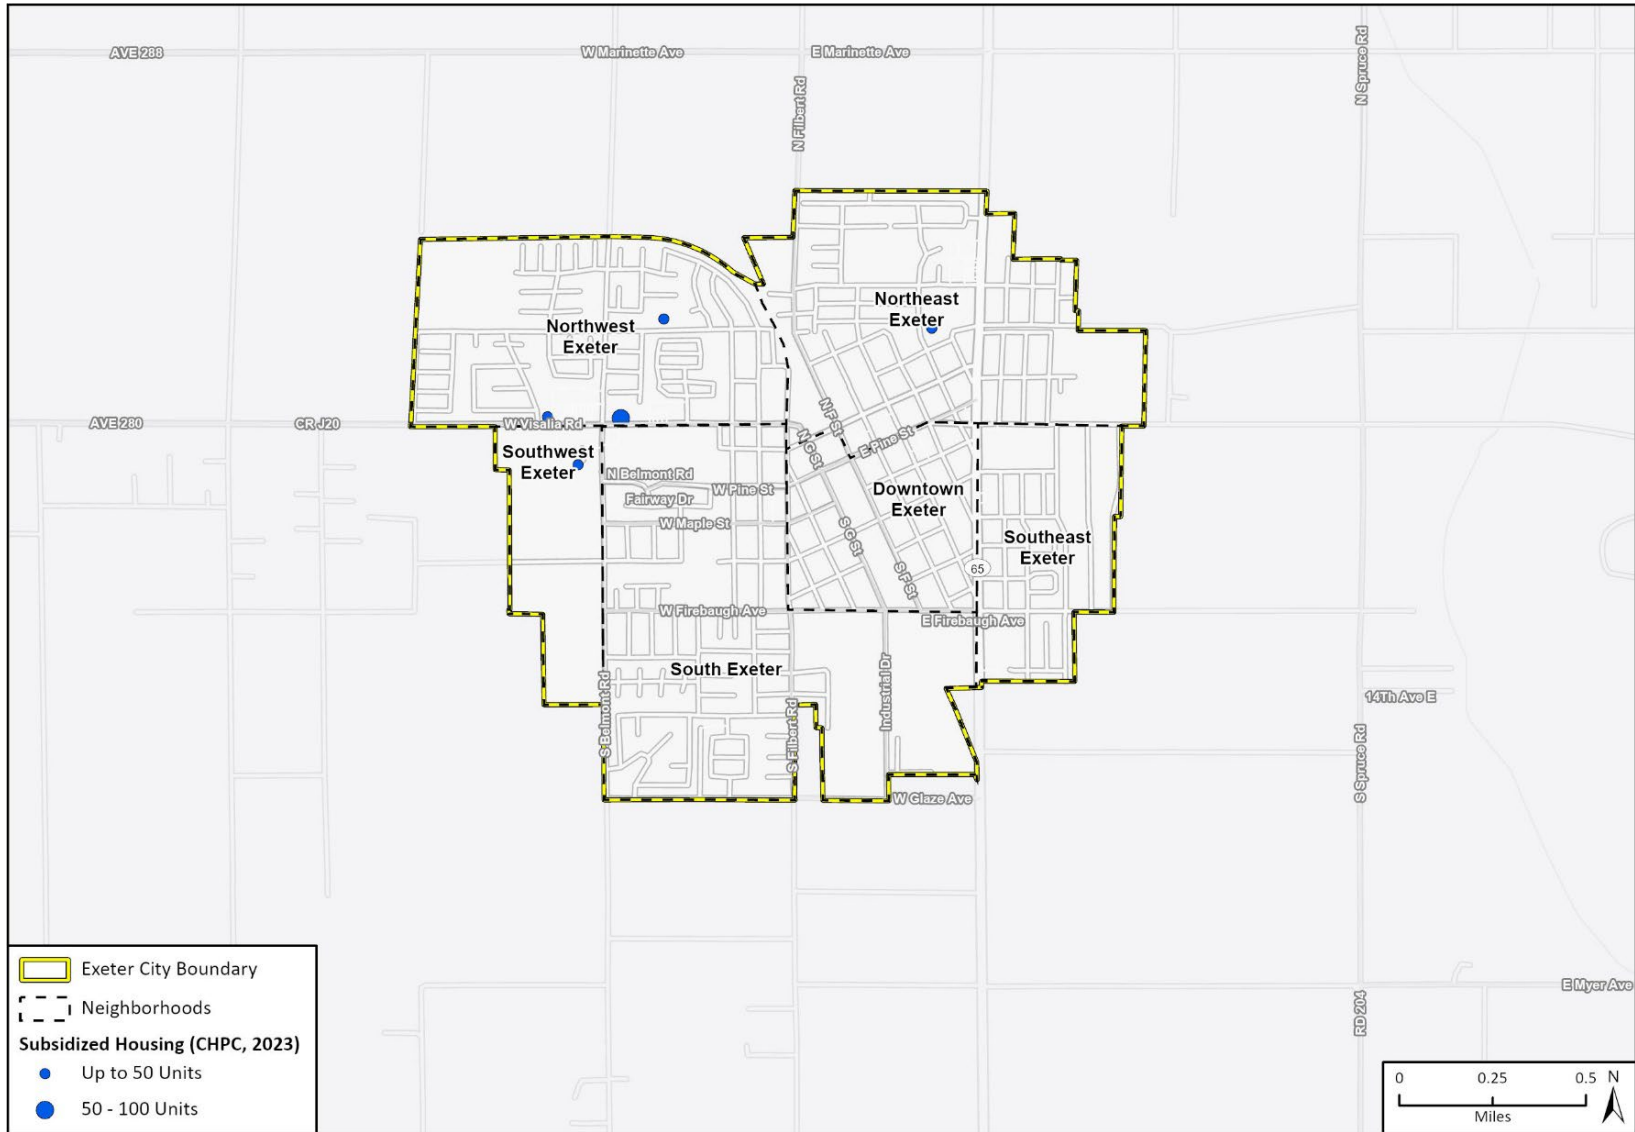 AVE 288
W Marinette Ave
E Marinette Ave
N Filbert Rd
N Spruce Rd
Northwest
Exeter
Northeast
Exeter
AVE 280
CR J20
W Visalia Rd
N F St
N G St
E Pine St
Southwest
Exeter
N Belmont Rd
Fairway Dr
W Pine St
W Maple St
Downtown
Exeter
S G St
S F St
Southeast
Exeter
65
W Firebaugh Ave
E Firebaugh Ave
South Exeter
S Belmont Rd
S Filbert Rd
Industrial Dr
W Glaze Ave
14Th Ave E
S Spruce Rd
E Myer Ave
RD 204
Exeter City Boundary
Neighborhoods
Subsidized Housing (CHPC, 2023)
Up to 50 Units
50 - 100 Units
0 0.25 0.5 N
Miles